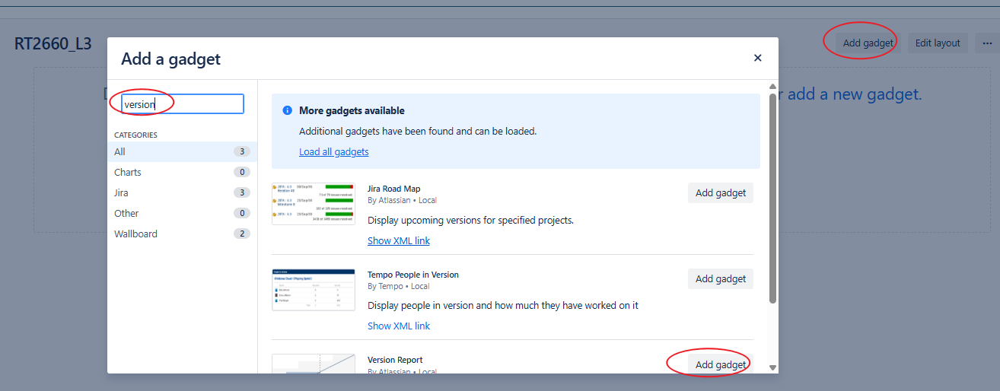 RT2660_L3
Add gadget
Edit layout
r add a new gadget.
Add a gadget
version
CATEGORIES
All 3
Charts 0
Jira 3
Other 0
Wallboard 2
More gadgets available
Additional gadgets have been found and can be loaded.
Load all gadgets
Jira Road Map
By Atlassian • Local
Display upcoming versions for specified projects.
Show XML link
Add gadget
Tempo People in Version
By Tempo • Local
Display people in version and how much they have worked on it
Show XML link
Add gadget
Version Report
By Atlassian • Local
Add gadget